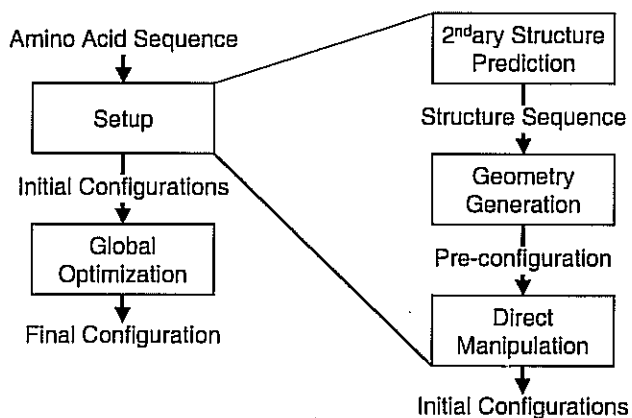 Amino Acid Sequence
Setup
Initial Configurations
Global
Optimization
Final Configuration
2ndary Structure
Prediction
Structure Sequence
Geometry
Generation
Pre-configuration
Direct
Manipulation
Initial Configurations